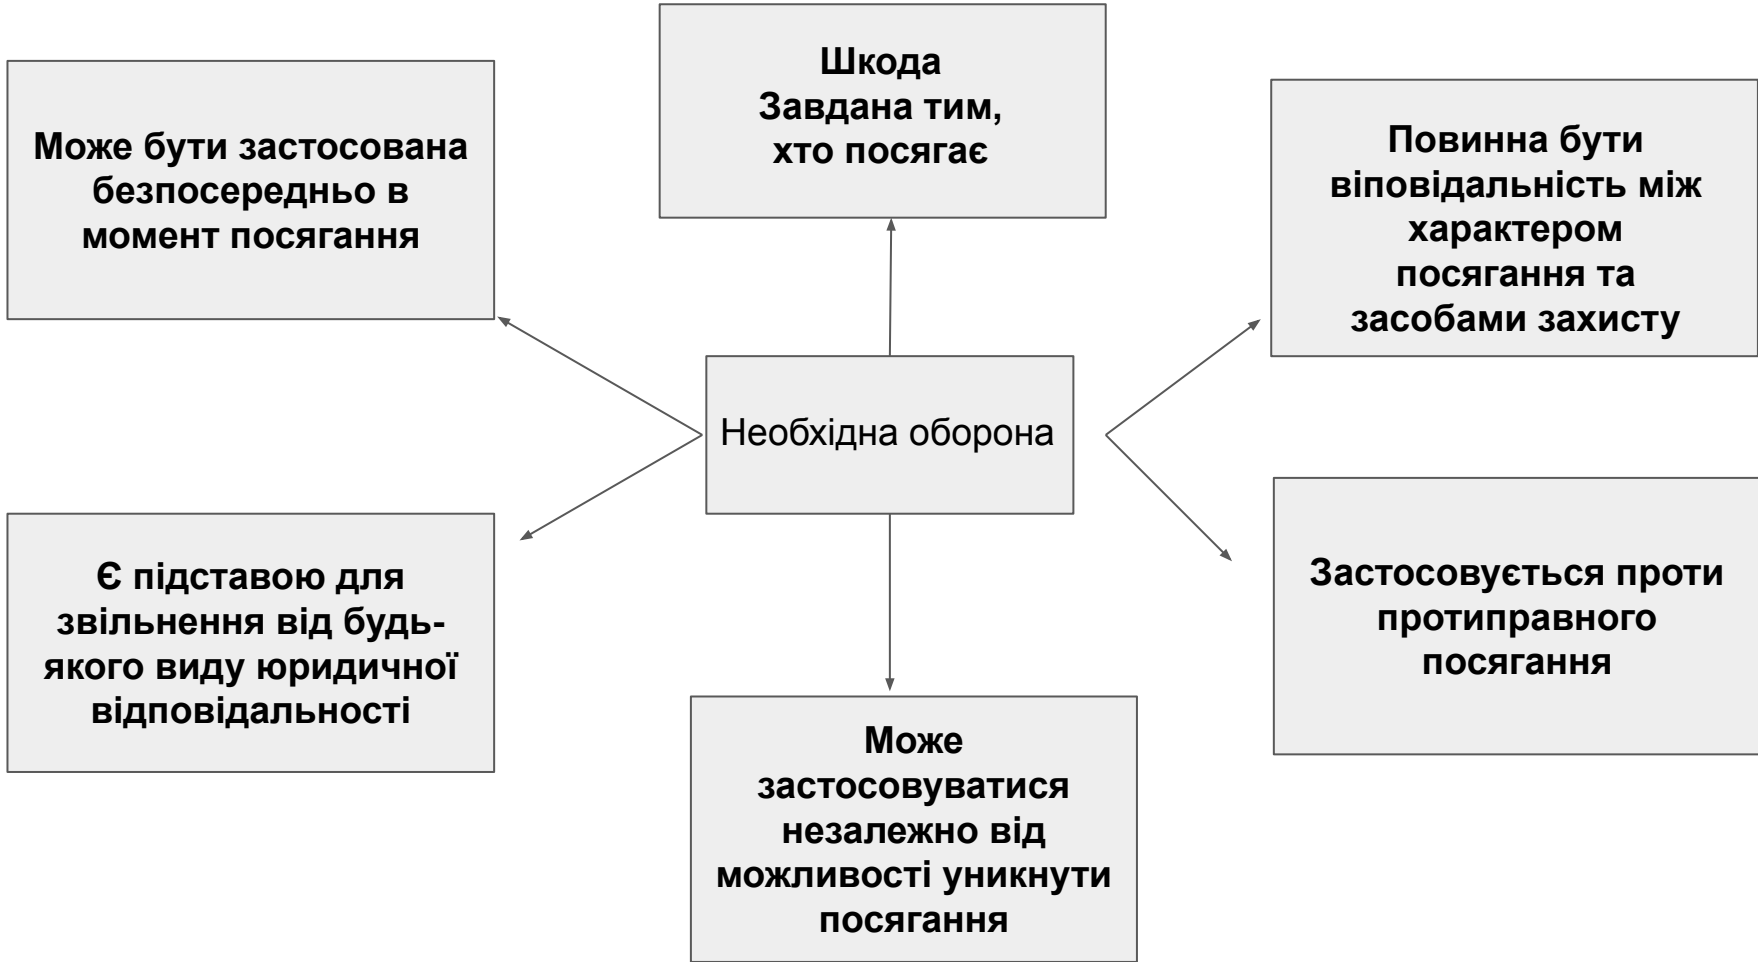 Шкода
Завдана тим,
хто посягає
Може бути застосована
безпосередньо в
момент посягання
Повинна бути
віповідальність між
характером
посягання та
засобами захисту
Необхідна оборона
Є підставою для
звільнення від будь-
якого виду юридичної
відповідальності
Застосовується проти
протиправного
посягання
Може
застосовуватися
незалежно від
можливості уникнути
посягання